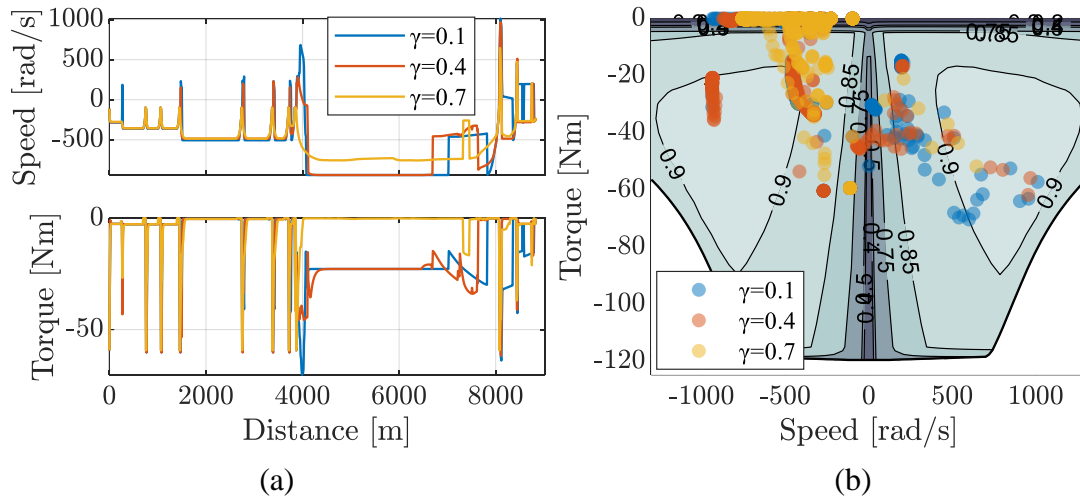 1000
500
0
-500
Speed [rad/s]
γ=0.1
γ=0.4
γ=0.7
0
-50
Torque [Nm]
0
2000
4000
6000
8000
Distance [m]
(a)
0
-20
-40
-60
-80
-100
-120
Torque [Nm]
0.85
0.85
0.75
0.9
0.9
0.9
0.9
0.75
0.85
γ=0.1
γ=0.4
γ=0.7
-1000
-500
0
500
1000
Speed [rad/s]
(b)